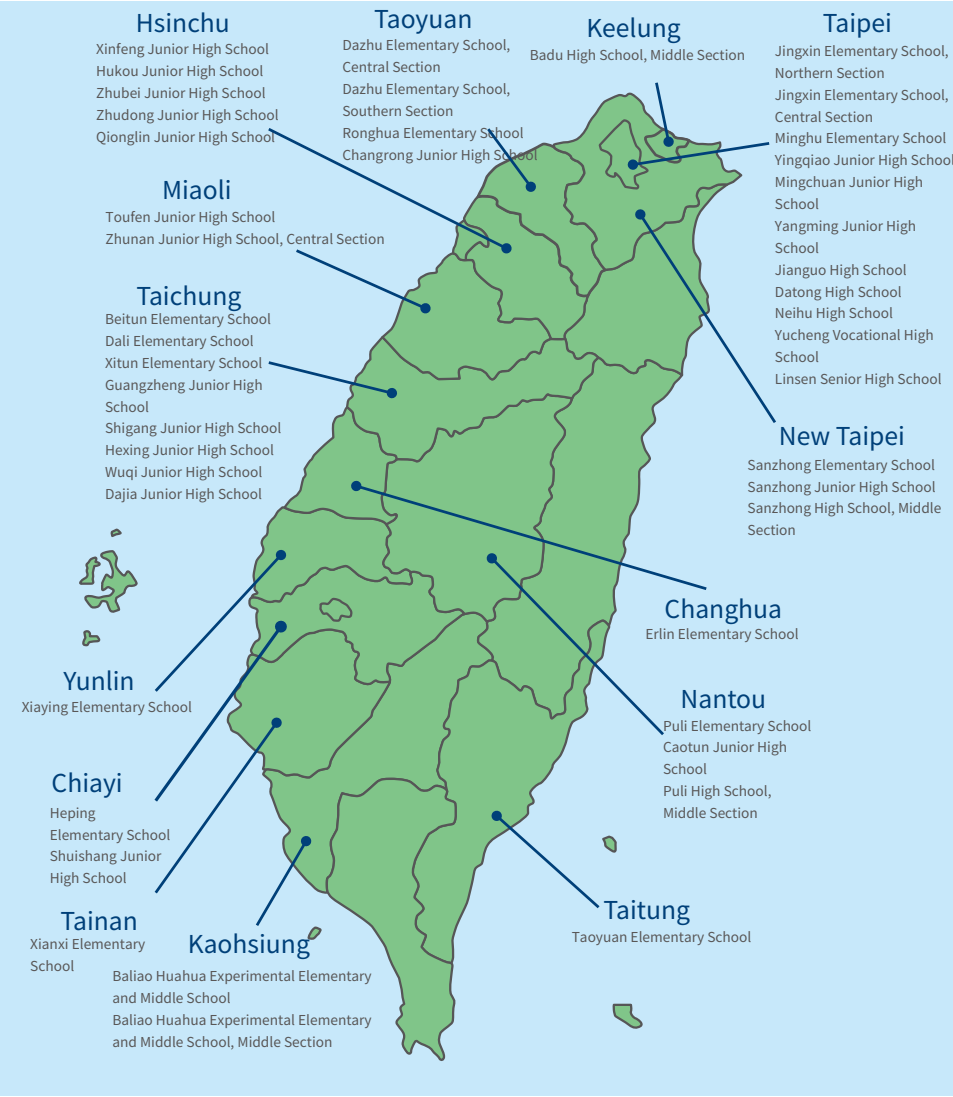 Hsinchu
Xinfeng Junior High School
Hukou Junior High School
Zhubei Junior High School
Zhudong Junior High School
Qionglin Junior High School
Taoyuan
Dazhu Elementary School,
Central Section
Dazhu Elementary School,
Southern Section
Ronghua Elementary School
Changrong Junior High School
Keelung
Badu High School, Middle Section
Taipei
Jingxin Elementary School,
Northern Section
Jingxin Elementary School,
Central Section
Minghu Elementary School
Yingqiao Junior High School
Mingchuan Junior High
School
Yangming Junior High
School
Jianguo High School
Datong High School
Neihu High School
Yucheng Vocational High
School
Linsen Senior High School
Miaoli
Toufen Junior High School
Zhunan Junior High School, Central Section
Taichung
Beitun Elementary School
Dali Elementary School
Xitun Elementary School
Guangzheng Junior High
School
Shigang Junior High School
Hexing Junior High School
Wuqi Junior High School
Dajia Junior High School
New Taipei
Sanzhong Elementary School
Sanzhong Junior High School
Sanzhong High School, Middle
Section
Changhua
Erlin Elementary School
Yunlin
Xiaying Elementary School
Nantou
Puli Elementary School
Caotun Junior High
School
Puli High School,
Middle Section
Chiayi
Heping
Elementary School
Shuishang Junior
High School
Taitung
Taoyuan Elementary School
Tainan
Xianxi Elementary
School
Kaohsiung
Baliao Huahua Experimental Elementary
and Middle School
Baliao Huahua Experimental Elementary
and Middle School, Middle Section